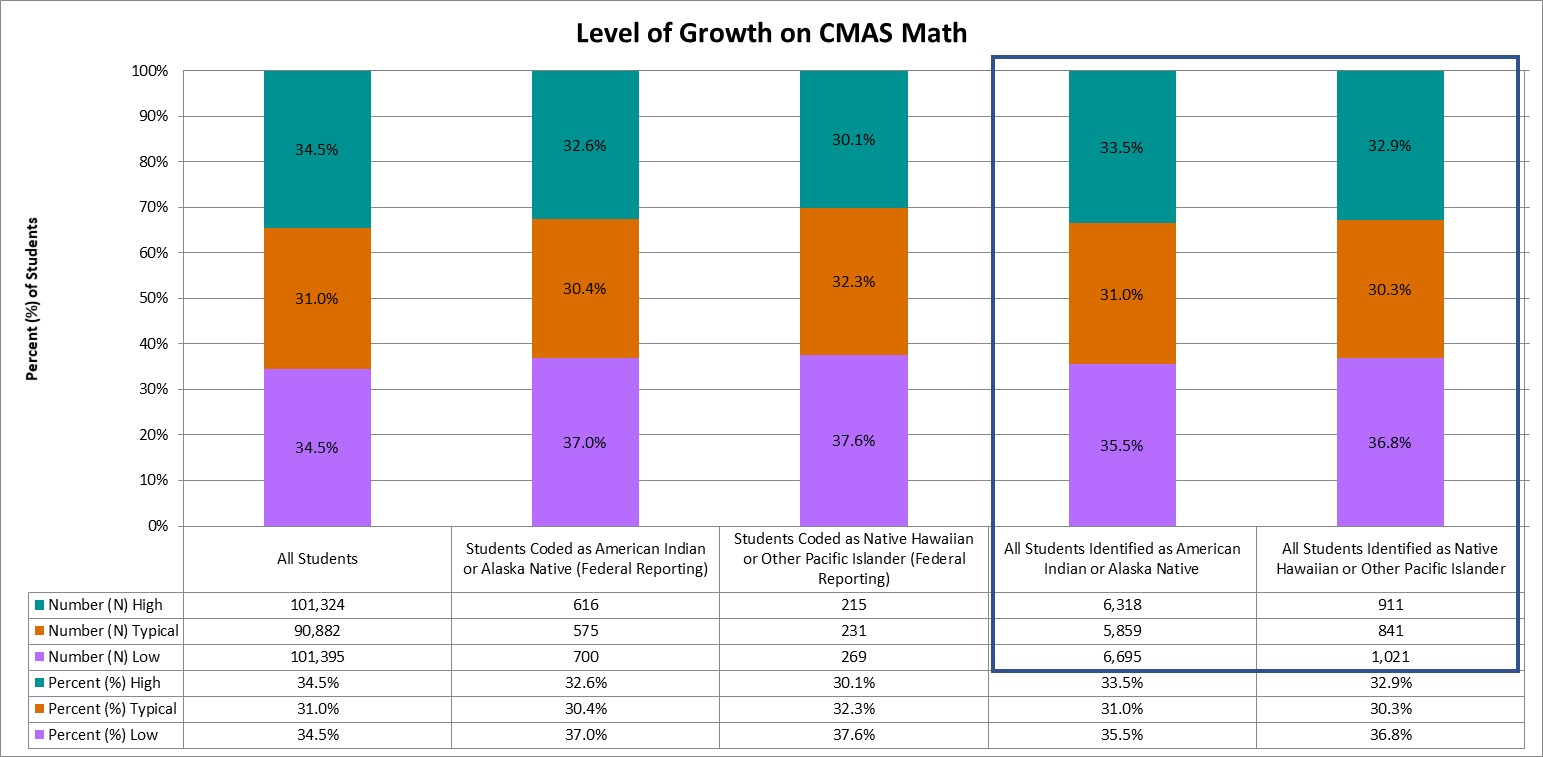 Level of Growth on CMAS Math
Percent (%) of Students
100%
90%
80%
70%
60%
50%
40%
30%
20%
10%
0%
34.5%
31.0%
34.5%
32.6%
30.4%
37.0%
30.1%
32.3%
37.6%
33.5%
31.0%
35.5%
32.9%
30.3%
36.8%
All Students
Students Coded as American Indian
or Alaska Native (Federal Reporting)
Students Coded as Native Hawaiian
or Other Pacific Islander (Federal
Reporting)
All Students Identified as American
Indian or Alaska Native
All Students Identified as Native
Hawaiian or Other Pacific Islander
Number (N) High 101,324 616 215 6,318 911
Number (N) Typical 90,882 575 231 5,859 841
Number (N) Low 101,395 700 269 6,695 1,021
Percent (%) High 34.5% 32.6% 30.1% 33.5% 32.9%
Percent (%) Typical 31.0% 30.4% 32.3% 31.0% 30.3%
Percent (%) Low 34.5% 37.0% 37.6% 35.5% 36.8%